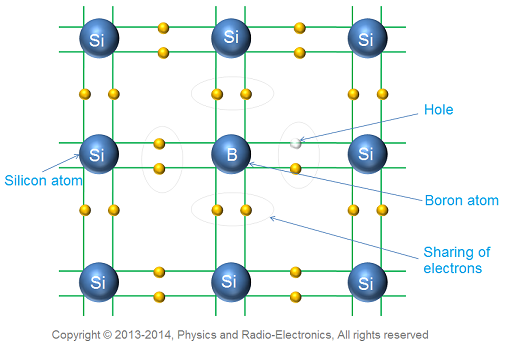 Si Si Si
Hole
Si B Si
Silicon atom
Boron atom
Sharing of
electrons
Si Si Si
Copyright © 2013-2014, Physics and Radio-Electronics, All rights reserved